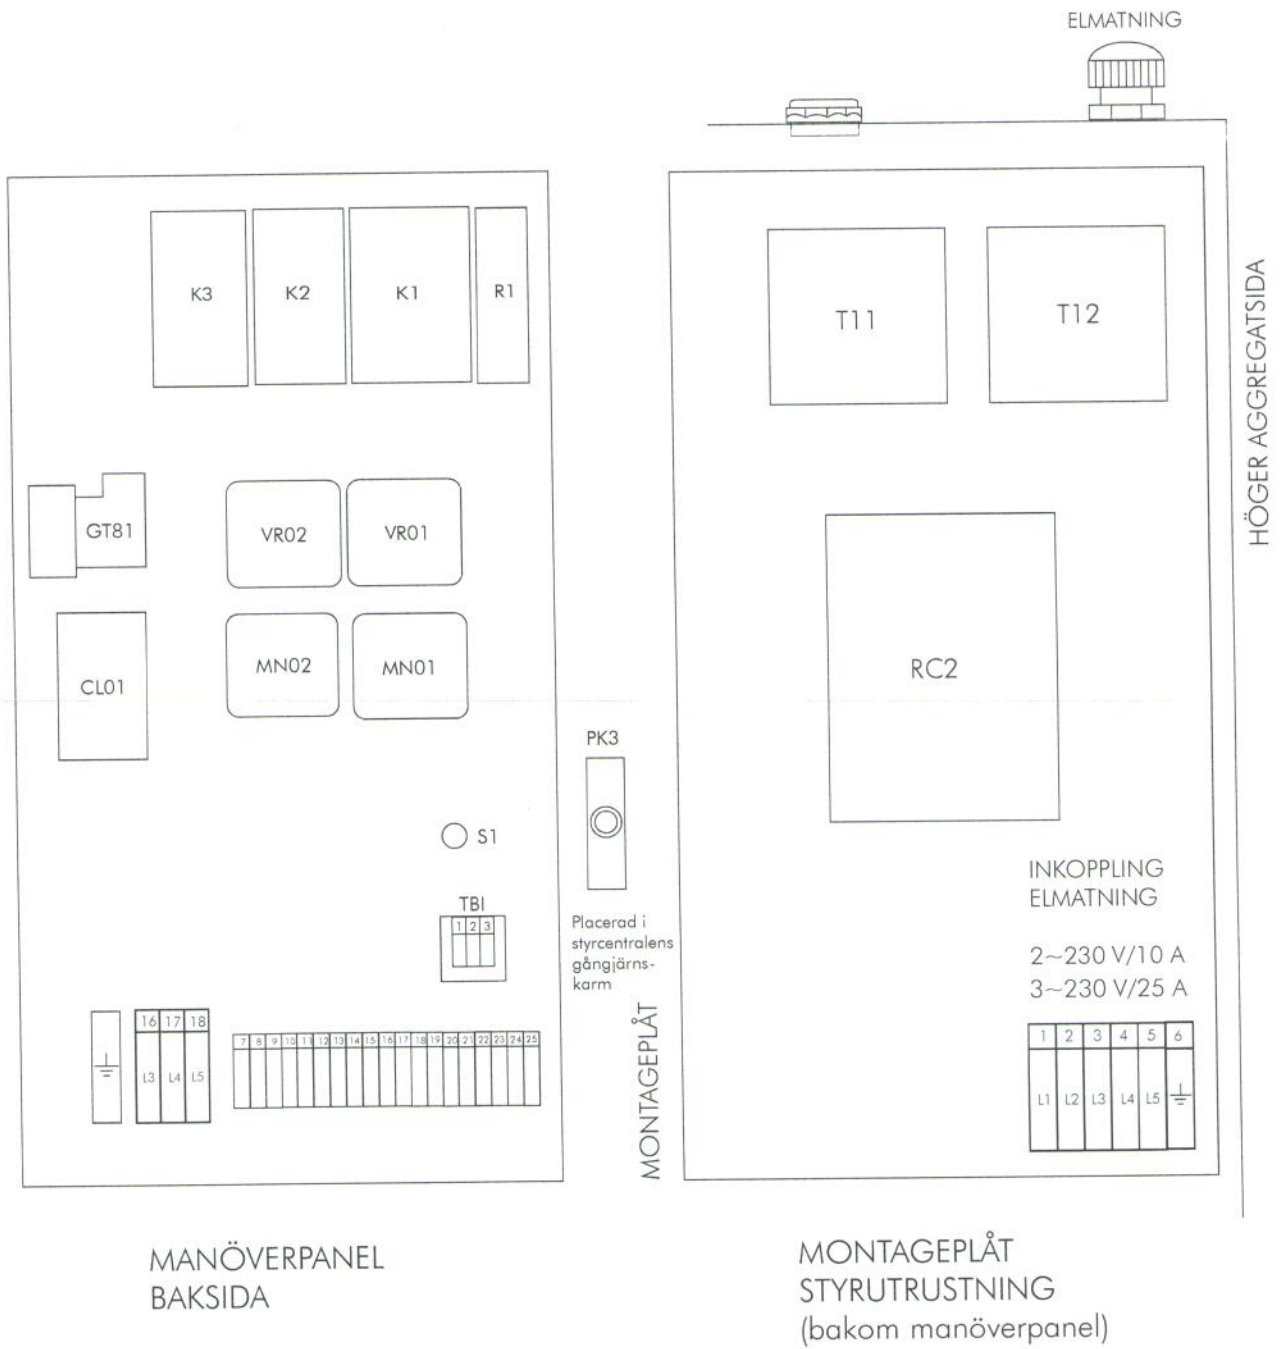 ELMATNING
K3 K2 K1 R1
T11 T12
HÖGER AGGREGATSIDA
GT81 VR02 VR01
CL01 MN02 MN01
RC2
PK3
S1
TBI
1 2 3
Placerad i
styrcentralens
gångjärns-
karm
INKOPPLING
ELMATNING
2~230 V/10 A
3~230 V/25 A
16 17 18
L3 L4 L5
7 8 9 10 11 12 13 14 15 16 17 18 19 20 21 22 23 24 25
MONTAGEPLÅT
1 2 3 4 5 6
L1 L2 L3 L4 L5
MANÖVERPANEL
BAKSIDA
MONTAGEPLÅT
STYRUTRUSTNING
(bakom manöverpanel)